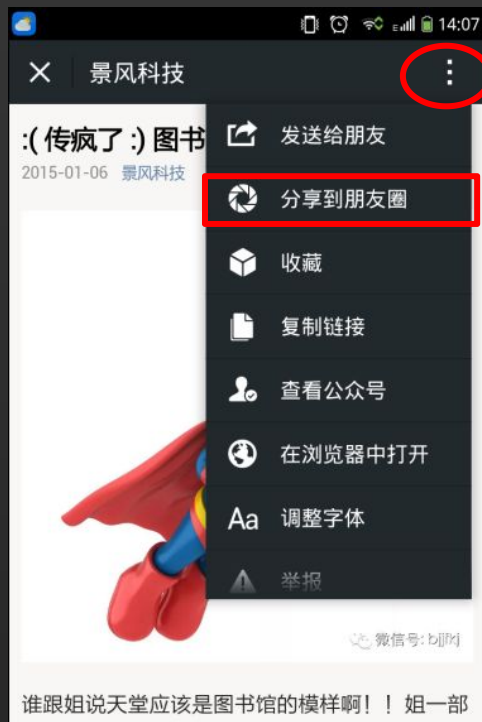 14:07
景风科技
:( 传疯了 :) 图书
2015-01-06 景风科技
发送给朋友
分享到朋友圈
收藏
复制链接
查看公众号
在浏览器中打开
Aa 调整字体
举报
微信号: bjjfkj
谁跟姐说天堂应该是图书馆的模样啊！！姐一部